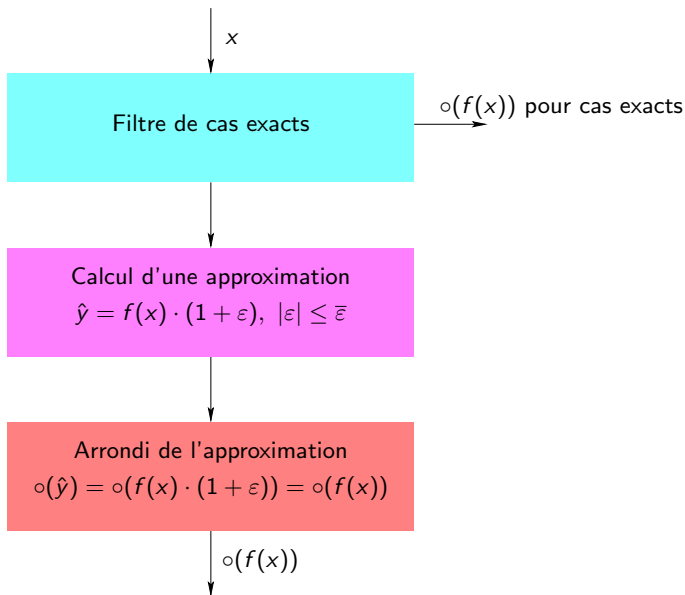 x
Filtre de cas exacts
∘(f(x)) pour cas exacts
Calcul d'une approximation
ŷ = f(x) · (1 + ε), |ε| ≤ ε̅
Arrondi de l'approximation
∘(ŷ) = ∘(f(x) · (1 + ε)) = ∘(f(x))
∘(f(x))